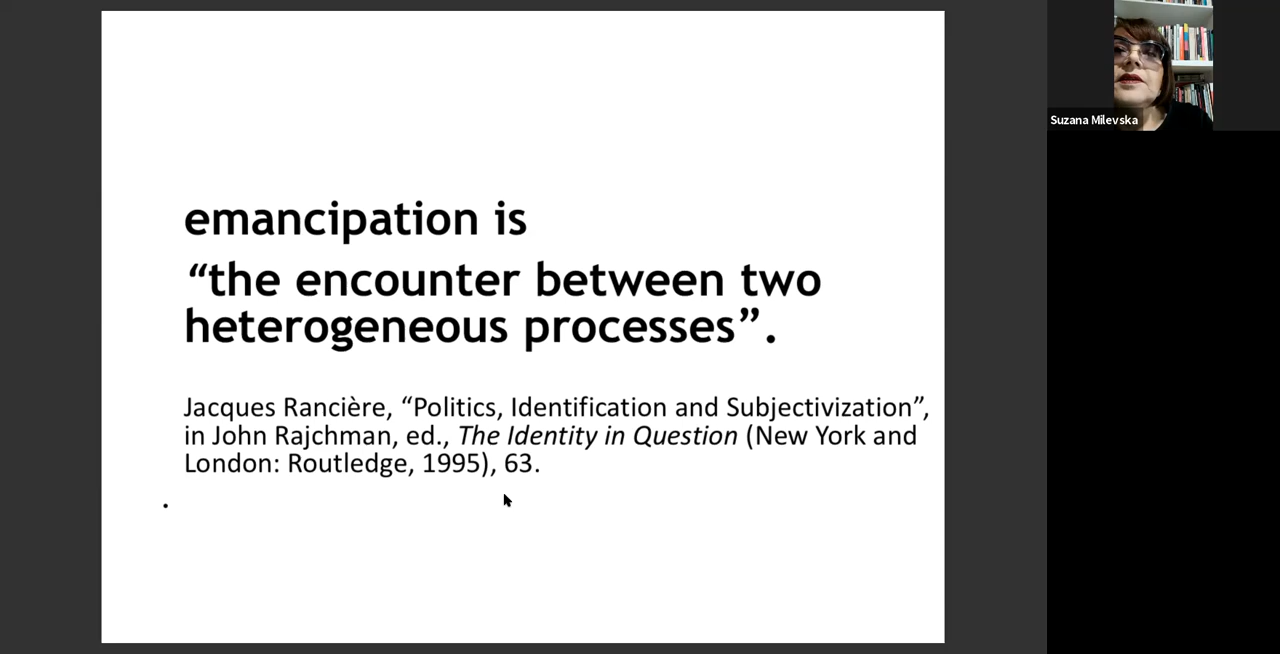 emancipation is
“the encounter between two
heterogeneous processes”.
Jacques Rancière, “Politics, Identification and Subjectivization”,
in John Rajchman, ed., The Identity in Question (New York and
London: Routledge, 1995), 63.
.
Suzana Milevska